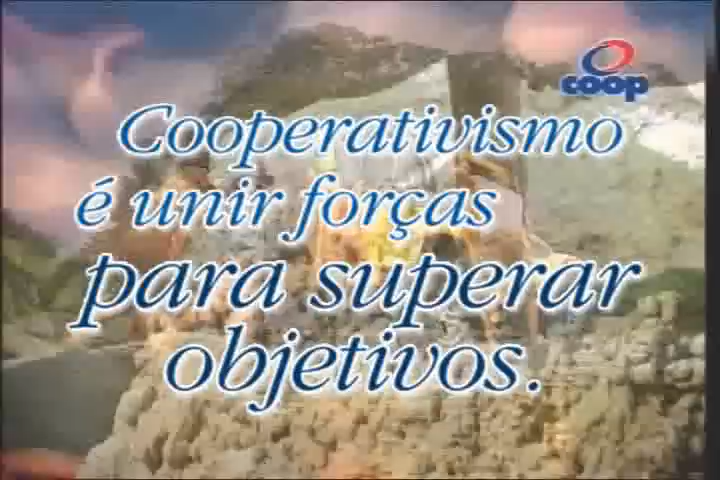 coop
Cooperativismo
é unir forças
para superar
objetivos.